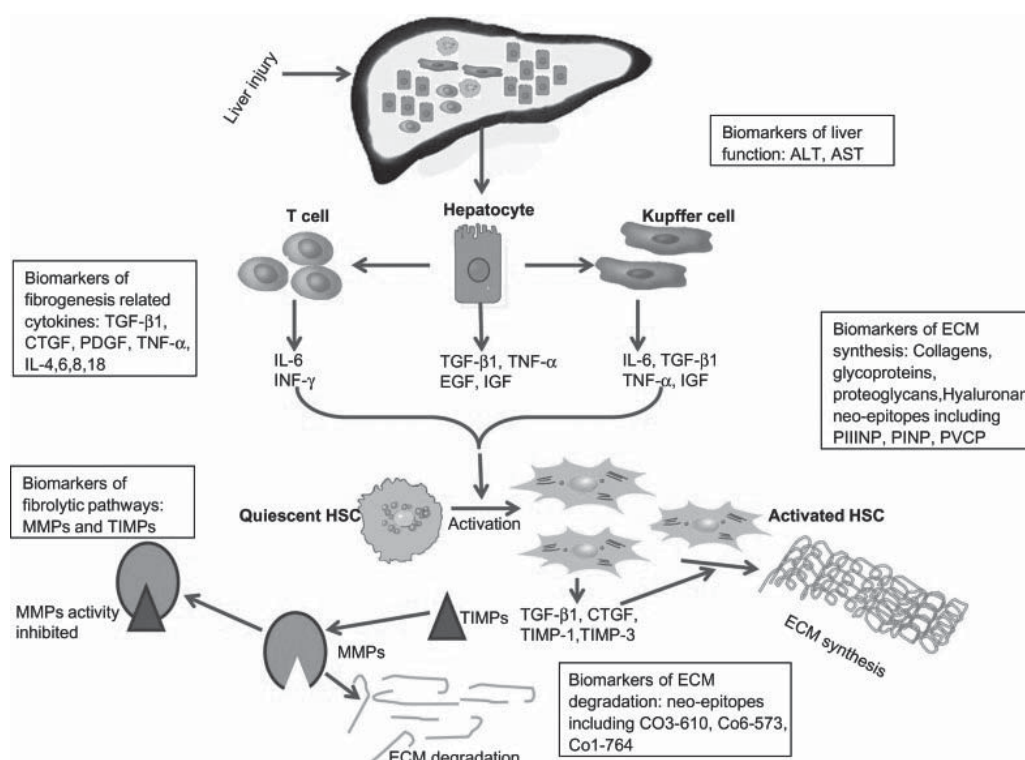 Liver injury
Biomarkers of liver
function: ALT, AST
T cell
Hepatocyte
Kupffer cell
Biomarkers of
fibrogenesis related
cytokines: TGF-β1,
CTGF, PDGF, TNF-α,
IL-4,6,8,18
IL-6
INF-γ
TGF-β1, TNF-α
EGF, IGF
IL-6, TGF-β1
TNF-α, IGF
Biomarkers of ECM
synthesis: Collagens,
glycoproteins,
proteoglycans,Hyaluronan
neo-epitopes including
PIIINP, PINP, PVCP
Biomarkers of
fibrolytic pathways:
MMPs and TIMPs
Quiescent HSC
Activation
Activated HSC
MMPs activity
inhibited
TIMPs
MMPs
TGF-β1, CTGF,
TIMP-1,TIMP-3
ECM synthesis
Biomarkers of ECM
degradation: neo-epitopes
including CO3-610, Co6-573,
Co1-764
ECM degradation